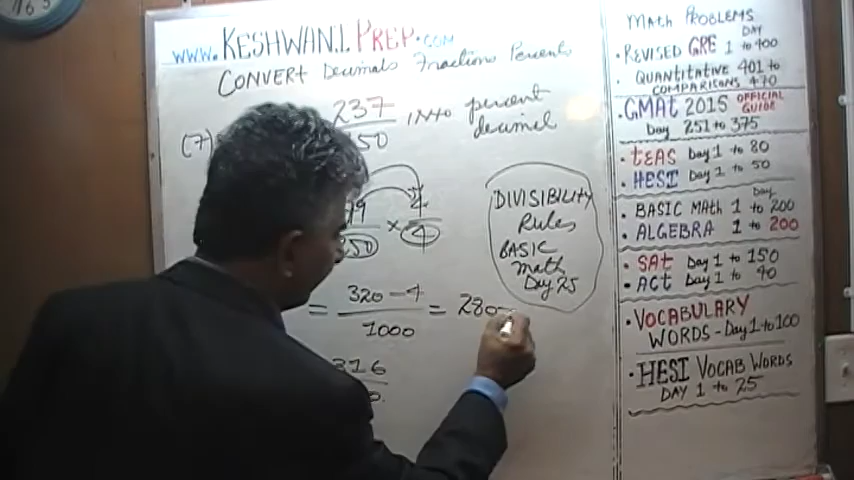 www.KESHWANI PREP.com
CONVERT Decimals Fractions Percents
(7) 237 into percent
50 decimal
79 × 4
250 4
= 320 - 4 = 280 -
1000
316
DIVISIBILITY
Rules
BASIC
math
Day 25
Math PROBLEMS
• REVISED GRE DAY 1 to 400
• QUANTITATIVE 401 to
COMPARISONS 470
• GMAT 2015 OFFICIAL GUIDE
Day 251 to 375
• TEAS Day 1 to 80
• HESI Day 1 to 50
Day
• BASIC MATH 1 to 200
• ALGEBRA 1 to 200
• SAT Day 1 to 150
• ACT Day 1 to 90
• VOCABULARY
WORDS - Day 1 to 100
• HESI VOCAB WORDS
DAY 1 to 25